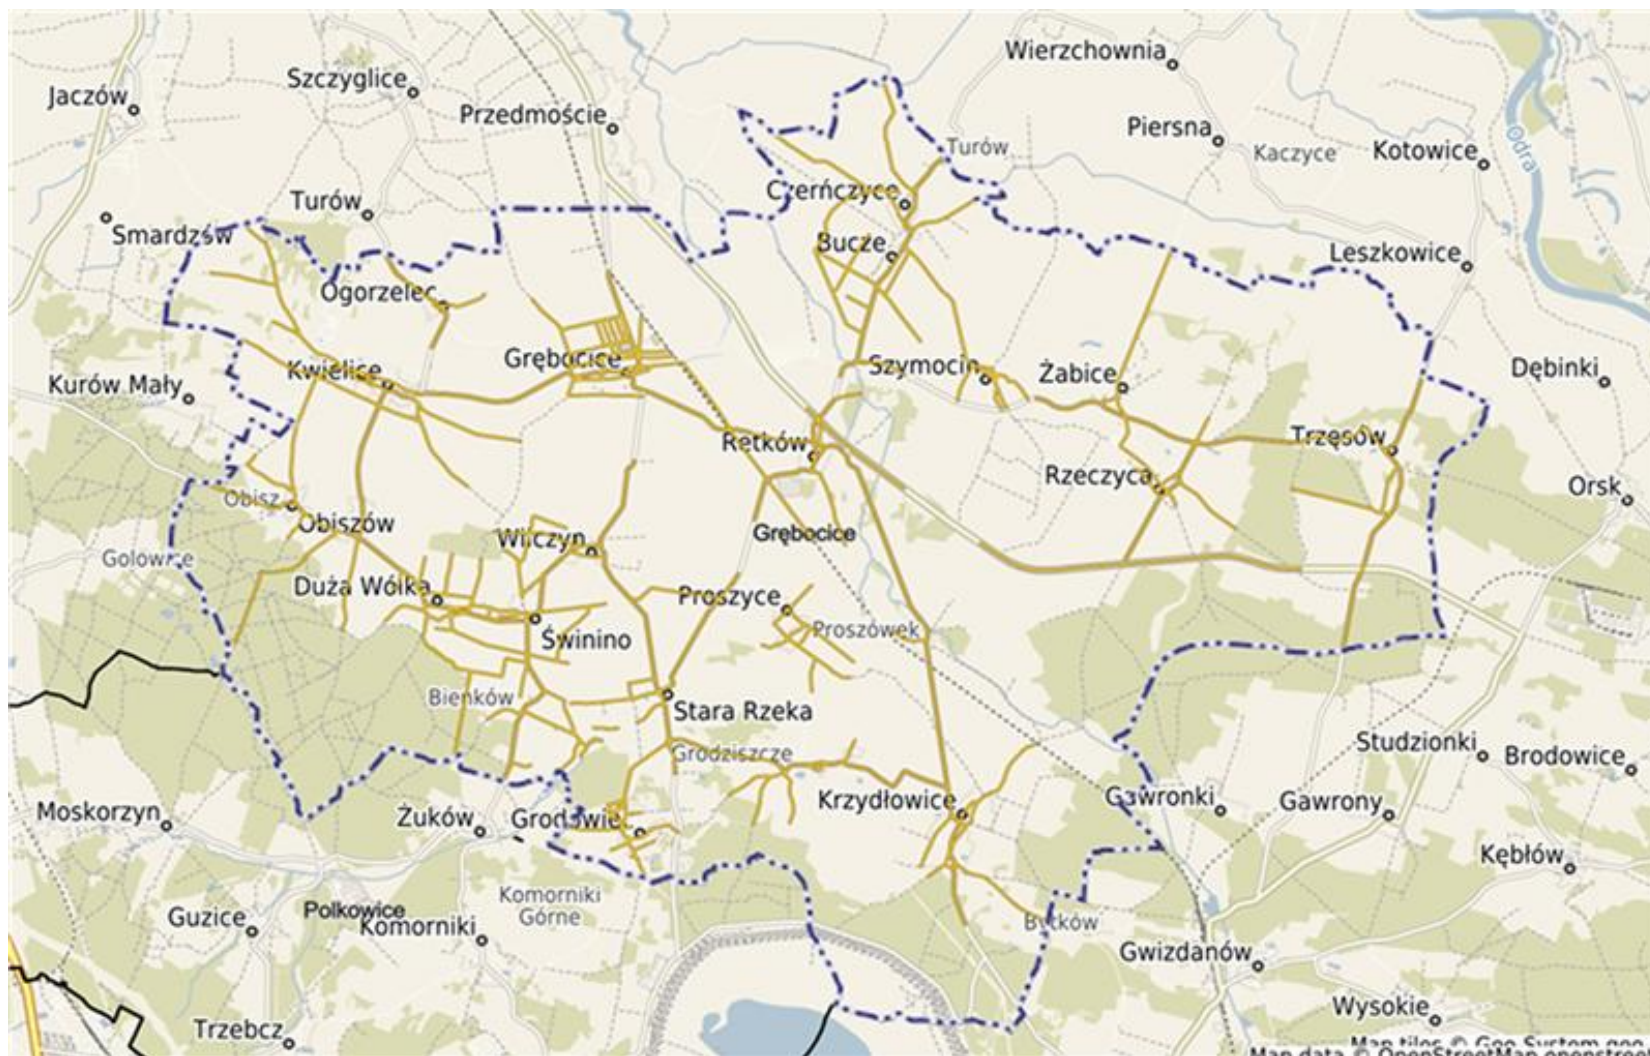 Wierzchownia
Szczyglice
Jaczów
Przedmoście
Piersna
Turów
Kaczyce
Kotowice
Odra
Czerńczyce
Turów
Smardzów
Bucze
Leszkowice
Ogorzelec
Grębocice
Kwielice
Szymocin
Żabice
Dębinki
Kurów Mały
Retków
Trzęsów
Rzeczyca
Orsk
Obisz
Obiszów
Grębocice
Wilczyn
Duża Wólka
Proszyce
Świnino
Proszówek
Bieńków
Stara Rzeka
Grodziszcze
Studzionki
Brodowice
Krzydłowice
Gawronki
Gawrony
Moskorzyn
Żuków
Kębłów
Komorniki
Górne
Guzice
Polkowice
Komorniki
Bytków
Gwizdanów
Wysokie
Trzebcz